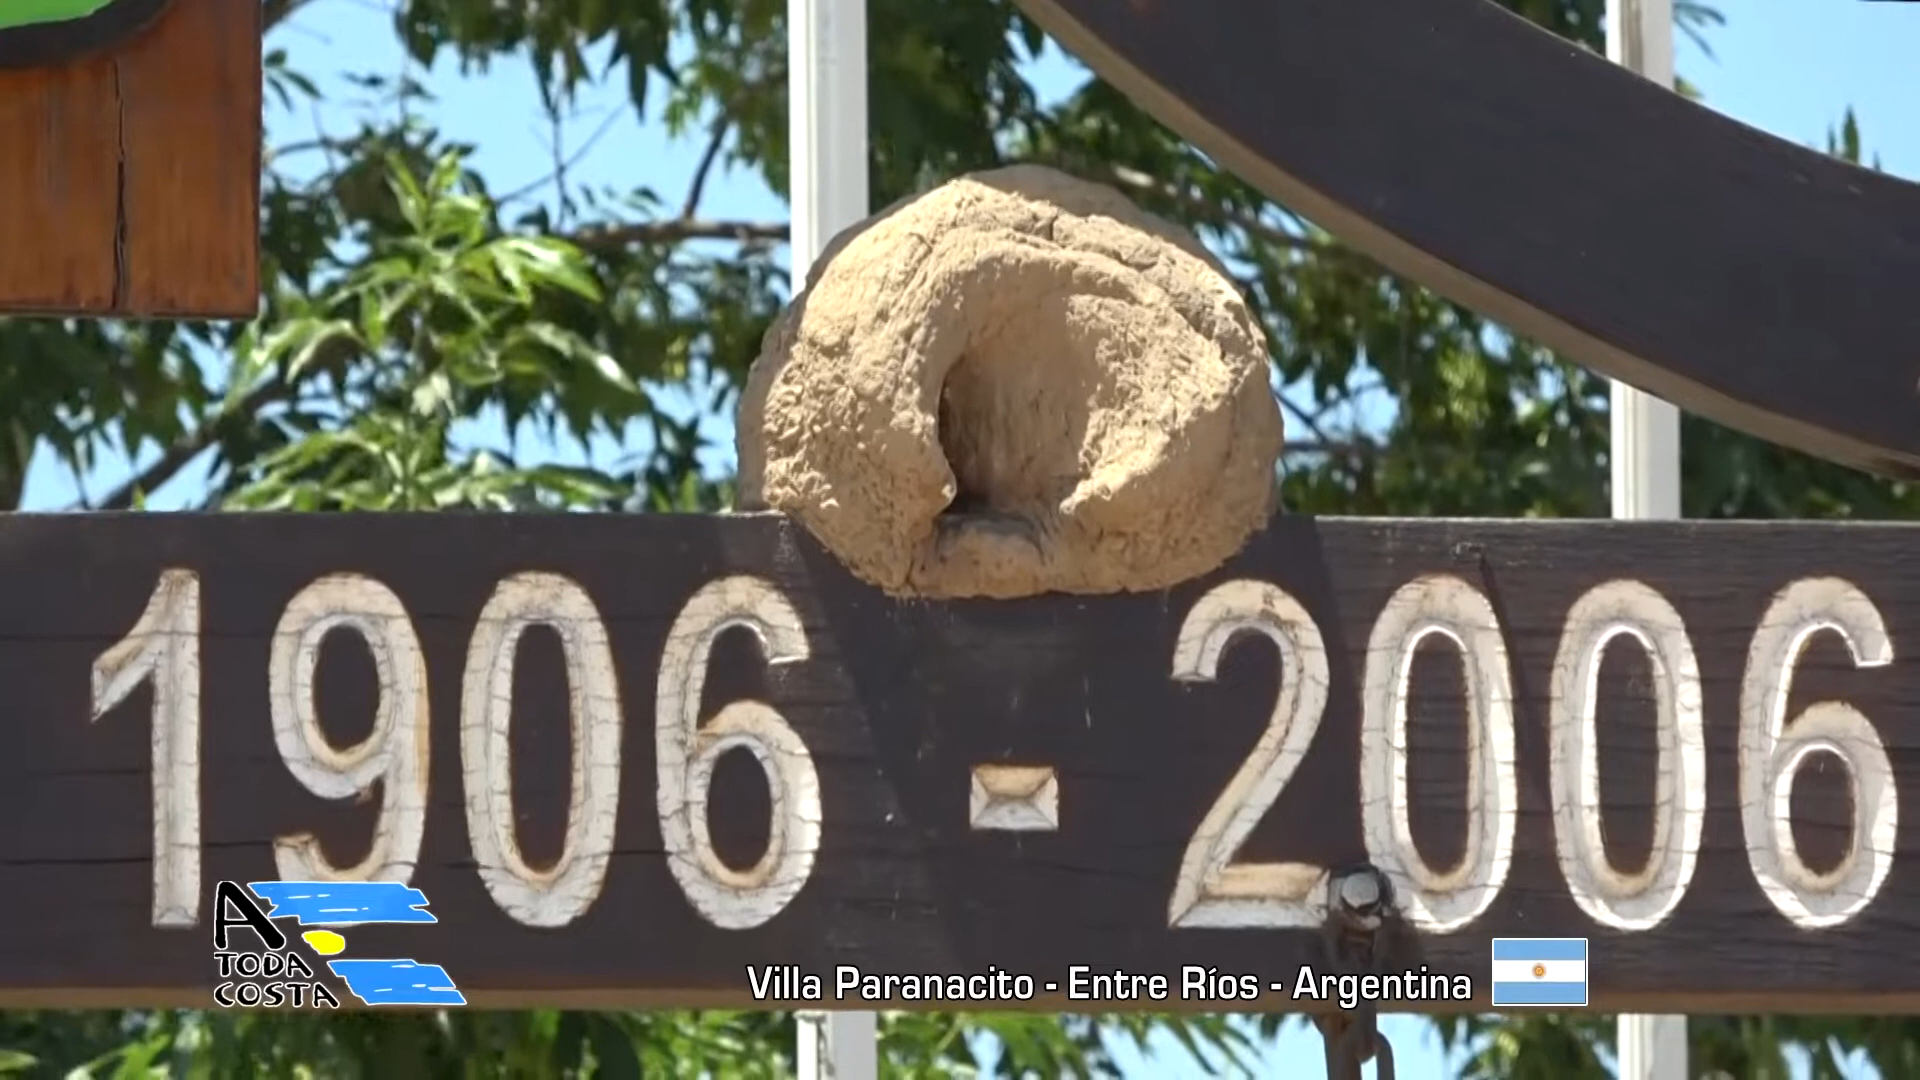 1906 - 2006
A
TODA
COSTA
Villa Paranacito - Entre Ríos - Argentina